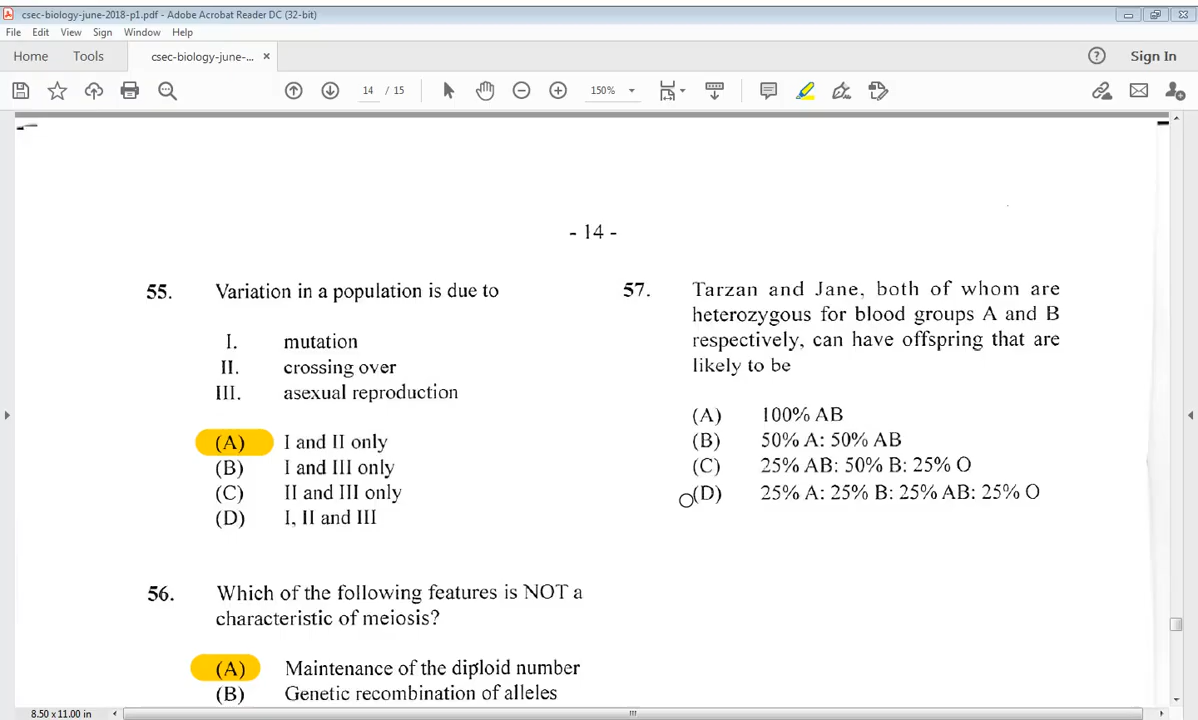 csec-biology-june-2018-p1.pdf - Adobe Acrobat Reader DC (32-bit)
File Edit View Sign Window Help
Home Tools csec-biology-june-... × Sign In
14 / 15 150%
- 14 -
55. Variation in a population is due to
I. mutation
II. crossing over
III. asexual reproduction
(A) I and II only
(B) I and III only
(C) II and III only
(D) I, II and III
56. Which of the following features is NOT a
characteristic of meiosis?
(A) Maintenance of the diploid number
(B) Genetic recombination of alleles
57. Tarzan and Jane, both of whom are
heterozygous for blood groups A and B
respectively, can have offspring that are
likely to be
(A) 100% AB
(B) 50% A: 50% AB
(C) 25% AB: 50% B: 25% O
(D) 25% A: 25% B: 25% AB: 25% O
8.50 x 11.00 in